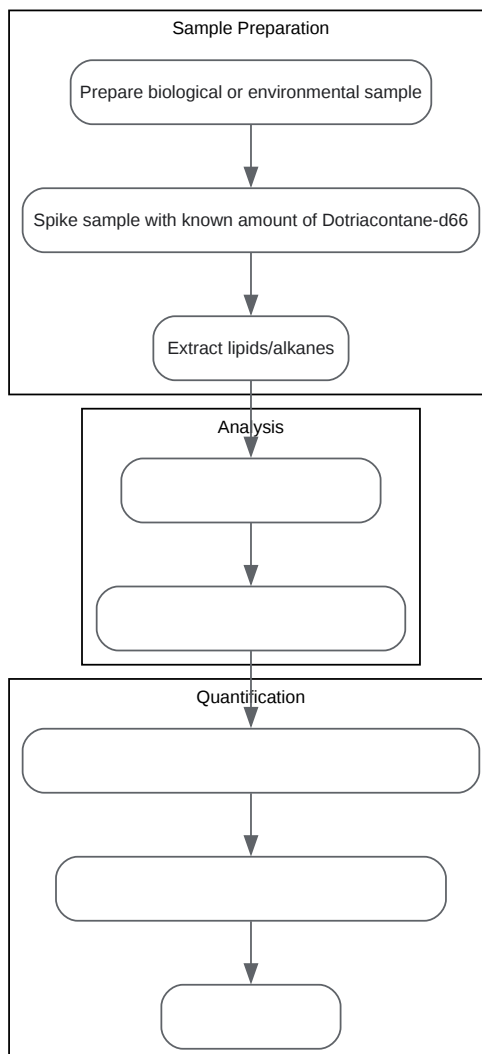 Sample Preparation
Prepare biological or environmental sample
Spike sample with known amount of Dotriacontane-d66
Extract lipids/alkanes
Analysis
Quantification